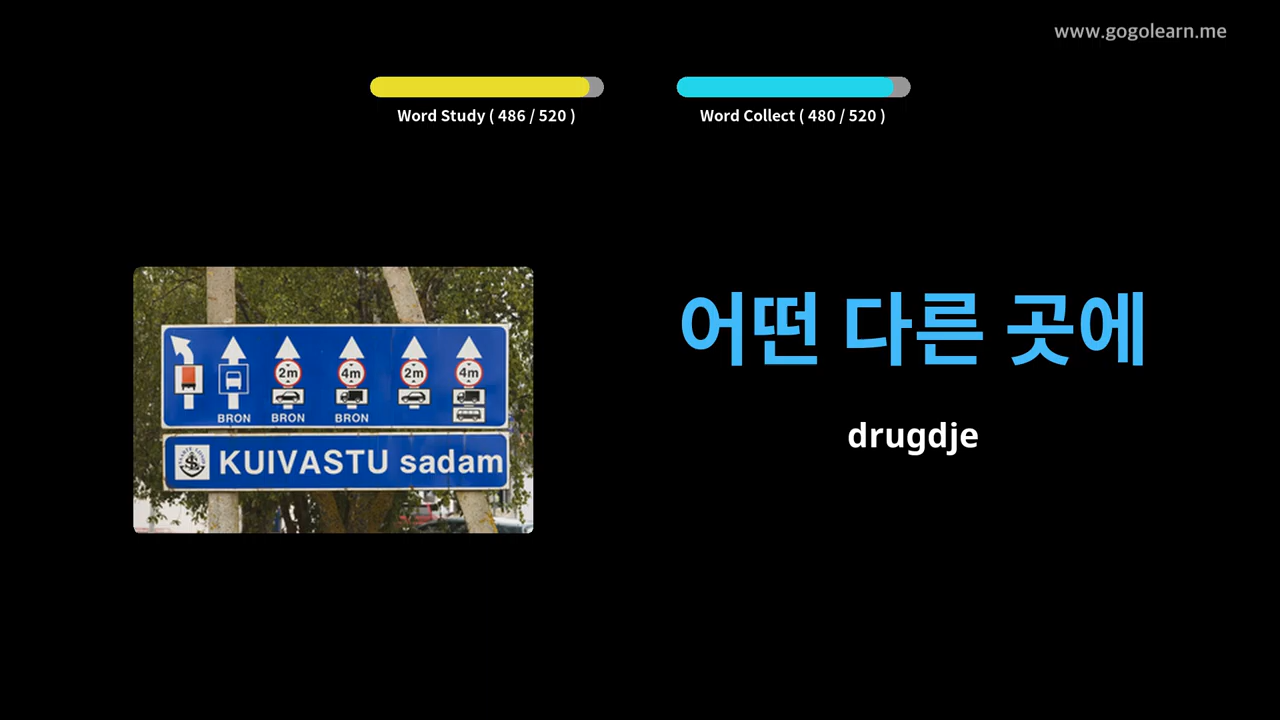 www.gogolearn.me
Word Study ( 486 / 520 )
Word Collect ( 480 / 520 )
어떤 다른 곳에
drugdje
2m 4m 2m 4m
BRON BRON BRON
KUIVASTU sadam